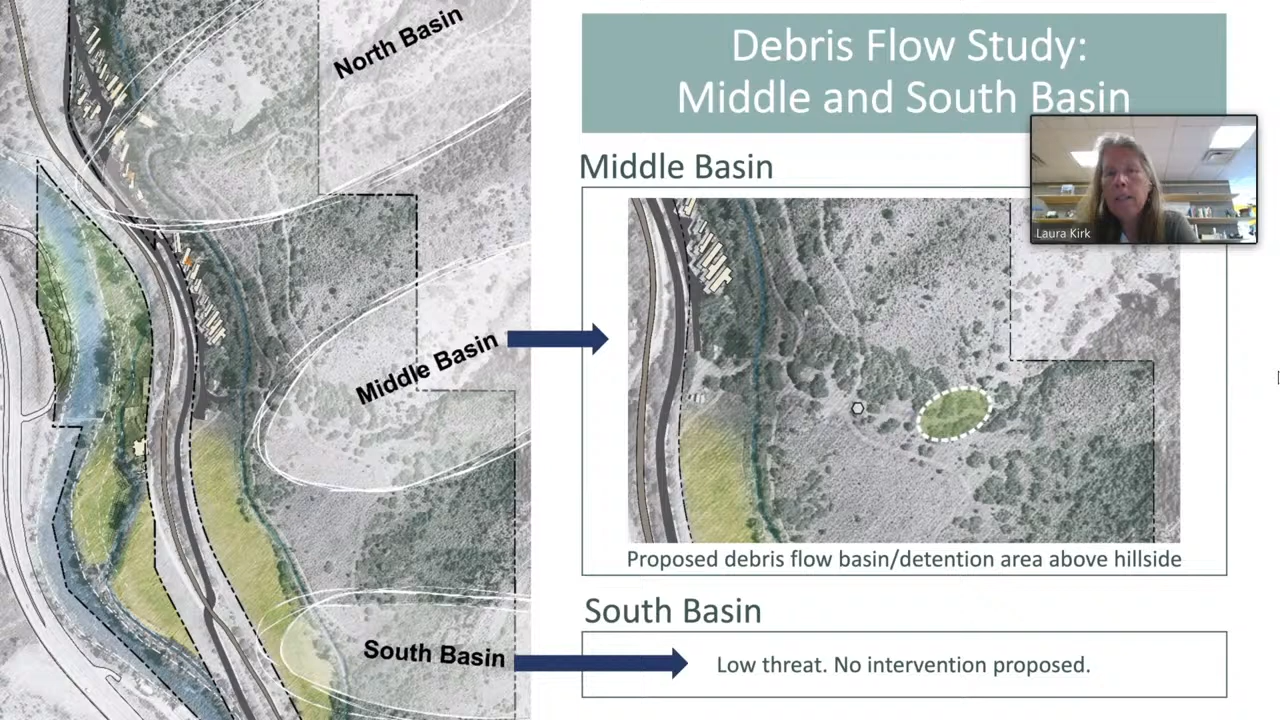 North Basin
Middle Basin
South Basin
Debris Flow Study:
Middle and South Basin
Laura Kirk
Middle Basin
Proposed debris flow basin/detention area above hillside
South Basin
Low threat. No intervention proposed.